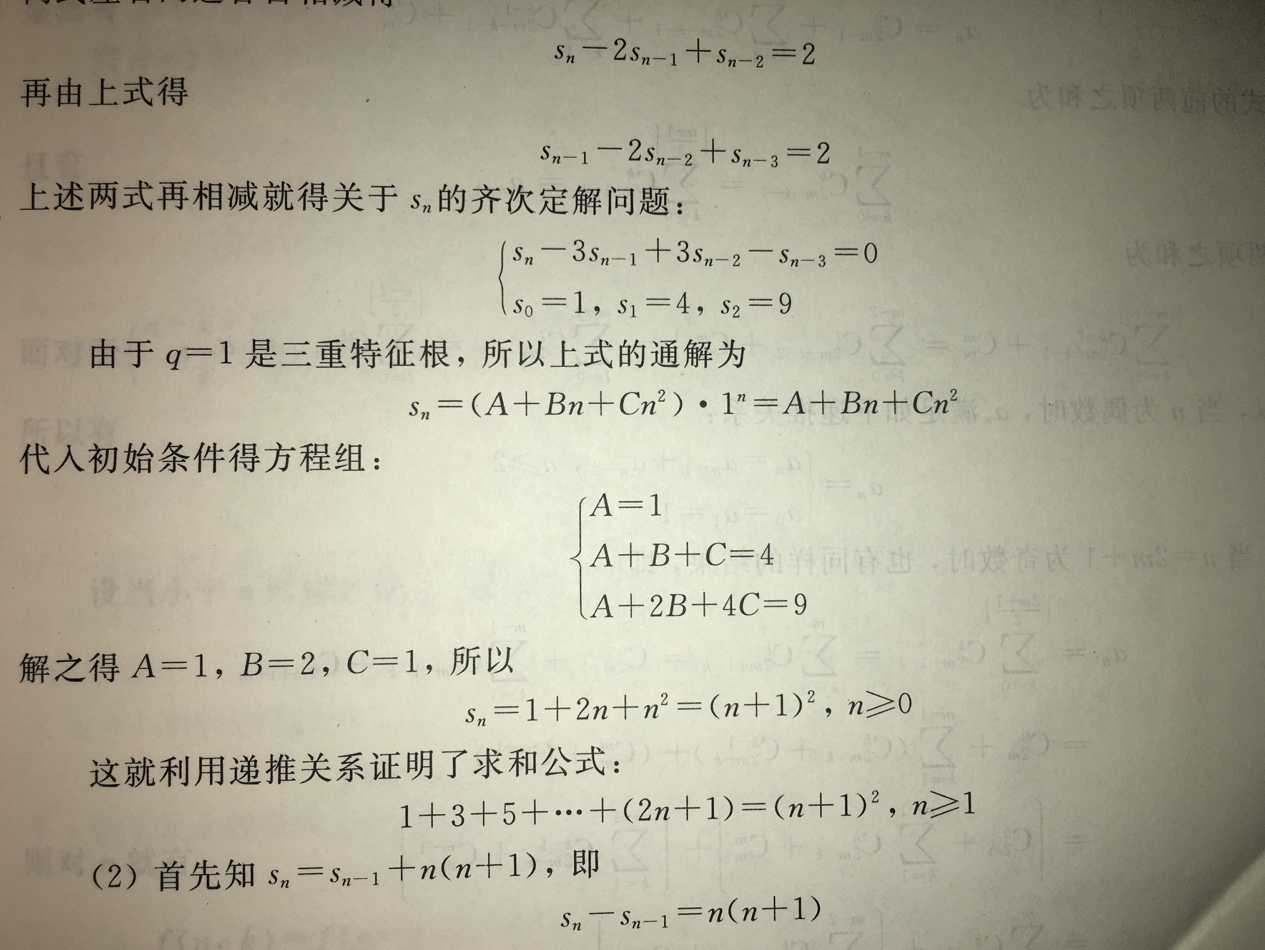 s_n－2s_{n-1}＋s_{n-2}＝2
再由上式得
s_{n-1}－2s_{n-2}＋s_{n-3}＝2
上述两式再相减就得关于 s_n 的齐次定解问题：
s_n－3s_{n-1}＋3s_{n-2}－s_{n-3}＝0
s_0＝1，s_1＝4，s_2＝9
由于 q＝1 是三重特征根，所以上式的通解为
s_n＝(A＋Bn＋Cn²)·1ⁿ＝A＋Bn＋Cn²
代入初始条件得方程组：
A＝1
A＋B＋C＝4
A＋2B＋4C＝9
解之得 A＝1，B＝2，C＝1，所以
s_n＝1＋2n＋n²＝(n＋1)²，n≥0
这就利用递推关系证明了求和公式：
1＋3＋5＋…＋(2n＋1)＝(n＋1)²，n≥1
(2) 首先知 s_n＝s_{n-1}＋n(n＋1)，即
s_n－s_{n-1}＝n(n＋1)